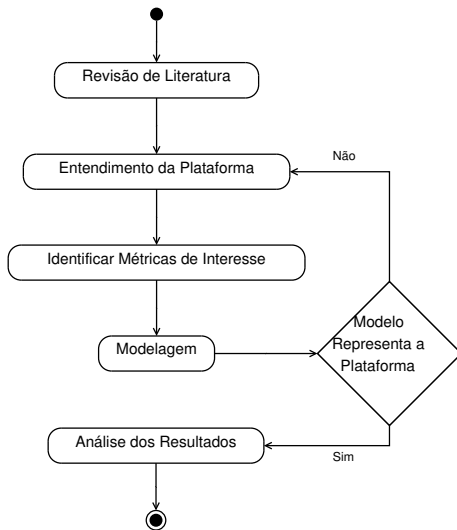 Revisão de Literatura
Entendimento da Plataforma
Não
Identificar Métricas de Interesse
Modelagem
Modelo
Representa a
Plataforma
Análise dos Resultados
Sim